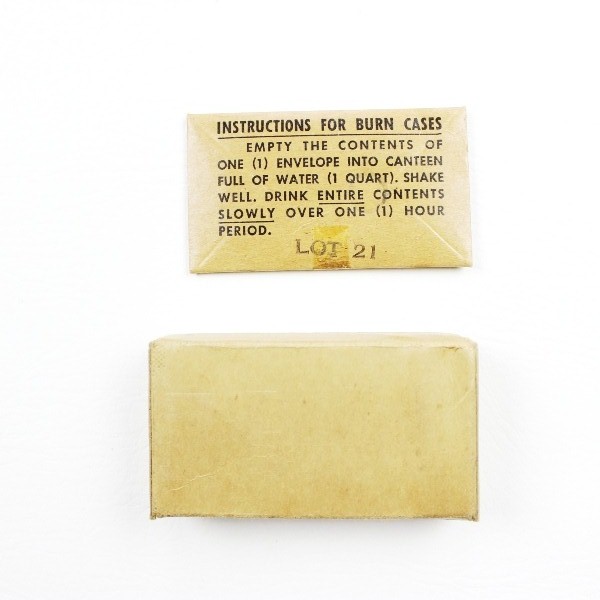 INSTRUCTIONS FOR BURN CASES
EMPTY THE CONTENTS OF
ONE (1) ENVELOPE INTO CANTEEN
FULL OF WATER (1 QUART). SHAKE
WELL. DRINK ENTIRE CONTENTS
SLOWLY OVER ONE (1) HOUR
PERIOD.
LOT 21